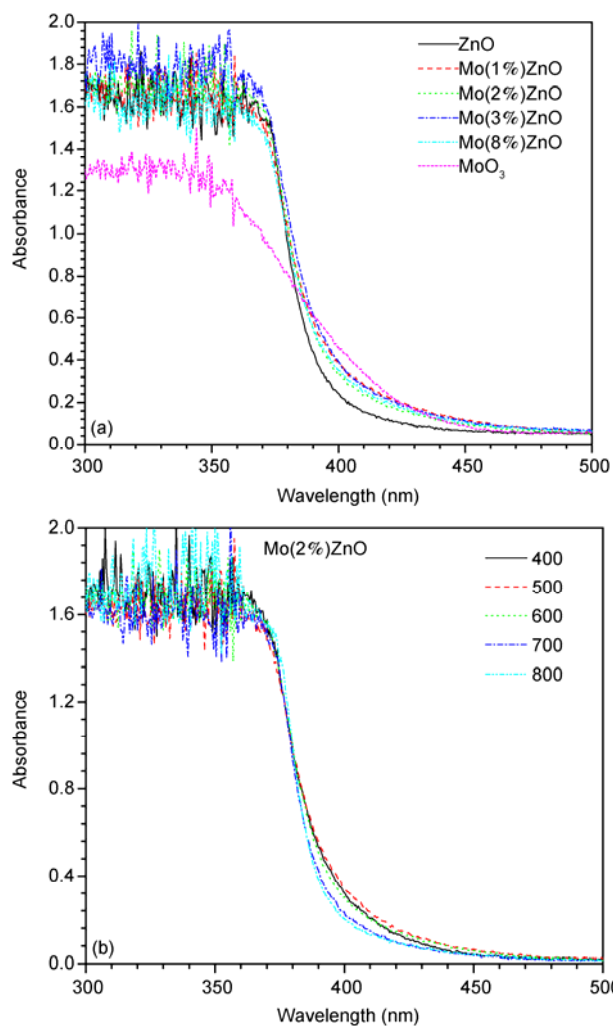 2.0
1.8
1.6
1.4
1.2
1.0
0.8
0.6
0.4
0.2
0.0
Absorbance
ZnO
Mo(1%)ZnO
Mo(2%)ZnO
Mo(3%)ZnO
Mo(8%)ZnO
MoO₃
(a)
300 350 400 450 500
Wavelength (nm)
2.0
1.6
1.2
0.8
0.4
0.0
Absorbance
Mo(2%)ZnO
400
500
600
700
800
(b)
300 350 400 450 500
Wavelength (nm)